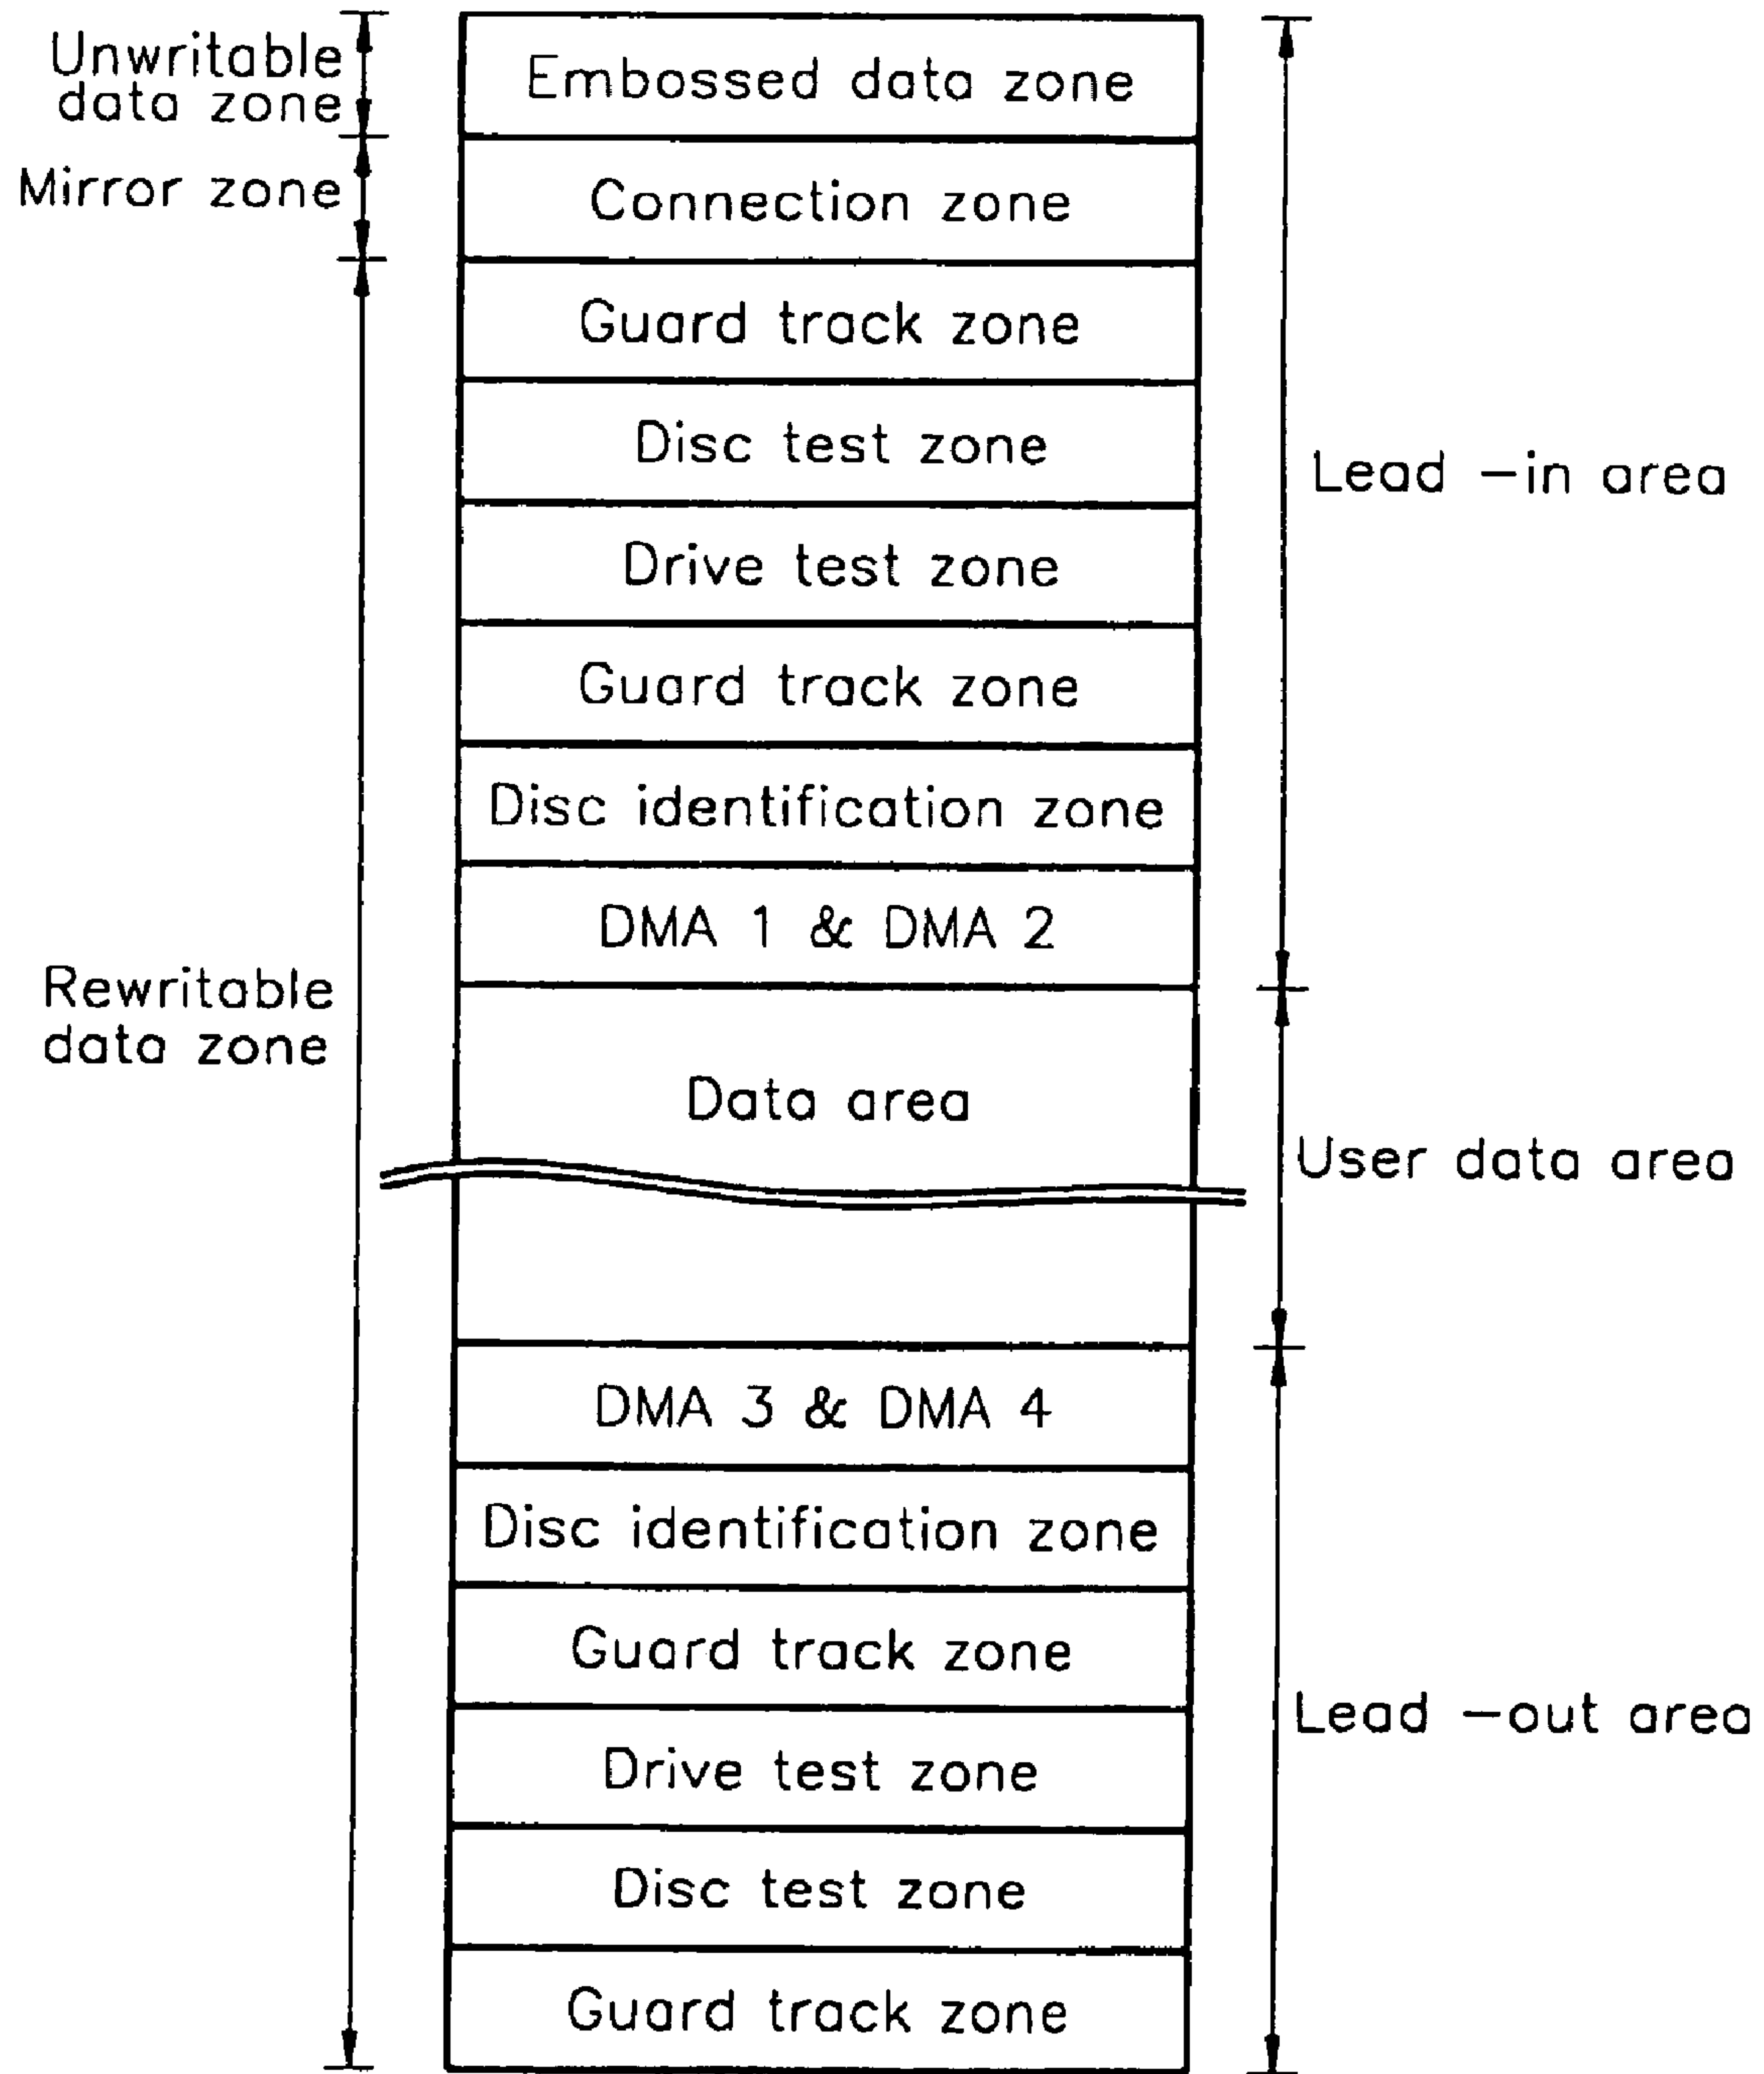 Unwritable
data zone
Mirror zone
Rewritable
data zone
Embossed data zone
Connection zone
Guard track zone
Disc test zone
Drive test zone
Guard track zone
Disc identification zone
DMA 1 & DMA 2
Data area
DMA 3 & DMA 4
Disc identification zone
Guard track zone
Drive test zone
Disc test zone
Guard track zone
Lead -in area
User data area
Lead -out area